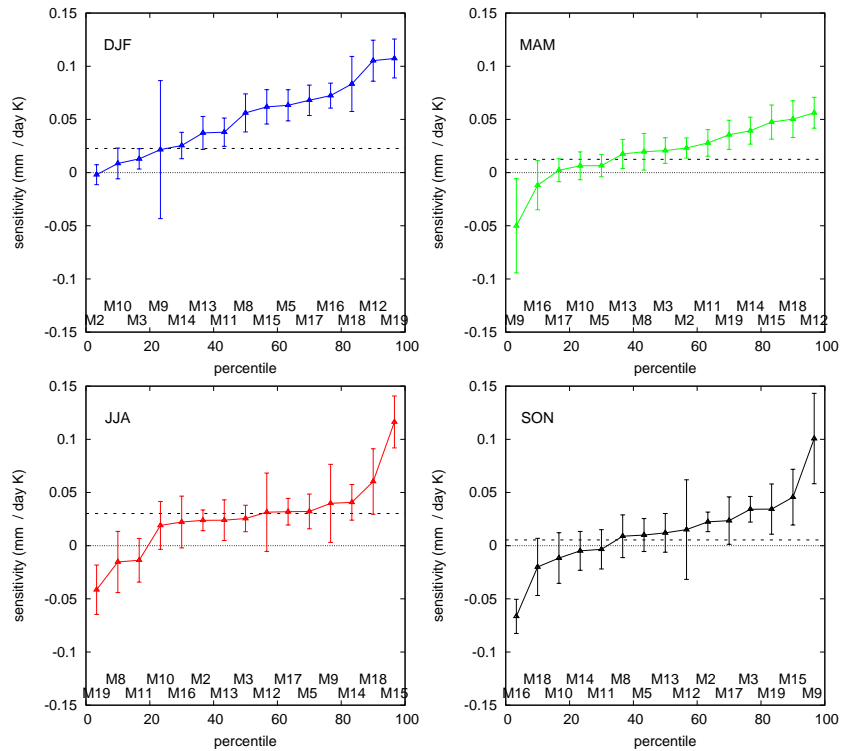 DJF
0.15
0.1
0.05
0
-0.05
-0.1
-0.15
sensitivity (mm / day K)
M10 M9 M13 M8 M5 M16 M12
M2 M3 M14 M11 M15 M17 M18 M19
0 20 40 60 80 100
percentile
MAM
0.15
0.1
0.05
0
-0.05
-0.1
-0.15
sensitivity (mm / day K)
M16 M10 M13 M3 M11 M14 M18
M9 M17 M5 M8 M2 M19 M15 M12
0 20 40 60 80 100
percentile
JJA
0.15
0.1
0.05
0
-0.05
-0.1
-0.15
sensitivity (mm / day K)
M8 M10 M2 M3 M17 M9 M18
M19 M11 M16 M13 M12 M5 M14 M15
0 20 40 60 80 100
percentile
SON
0.15
0.1
0.05
0
-0.05
-0.1
-0.15
sensitivity (mm / day K)
M18 M14 M8 M13 M2 M3 M15
M16 M10 M11 M5 M12 M17 M19 M9
0 20 40 60 80 100
percentile